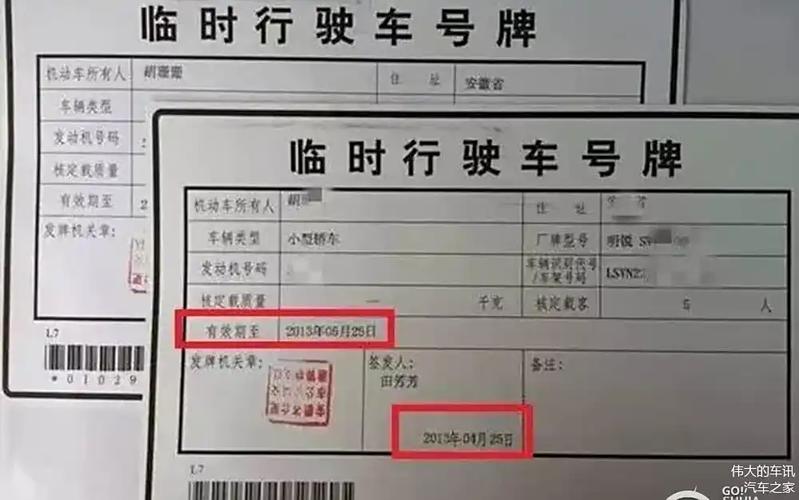 临时行驶车号牌
机动车所有人 胡珊珊 住 址 安徽省
车辆类型
发动机号码
核定载质量
有效期至 2
发牌机关章:
L7
*01029
临时行驶车号牌
机动车所有人 胡 住 址
车辆类型 小型轿车 厂牌型号 明锐 SV
发动机号码 车辆识别代号/车架号码 LSVN2
核定载质量 — 千克 核定载客 5 人
有效期至 2013年05月25日
发牌机关章: 签发人: 备注:
田芳芳
2013年04月25日
L7
伟大的车讯
汽车之家
GO!